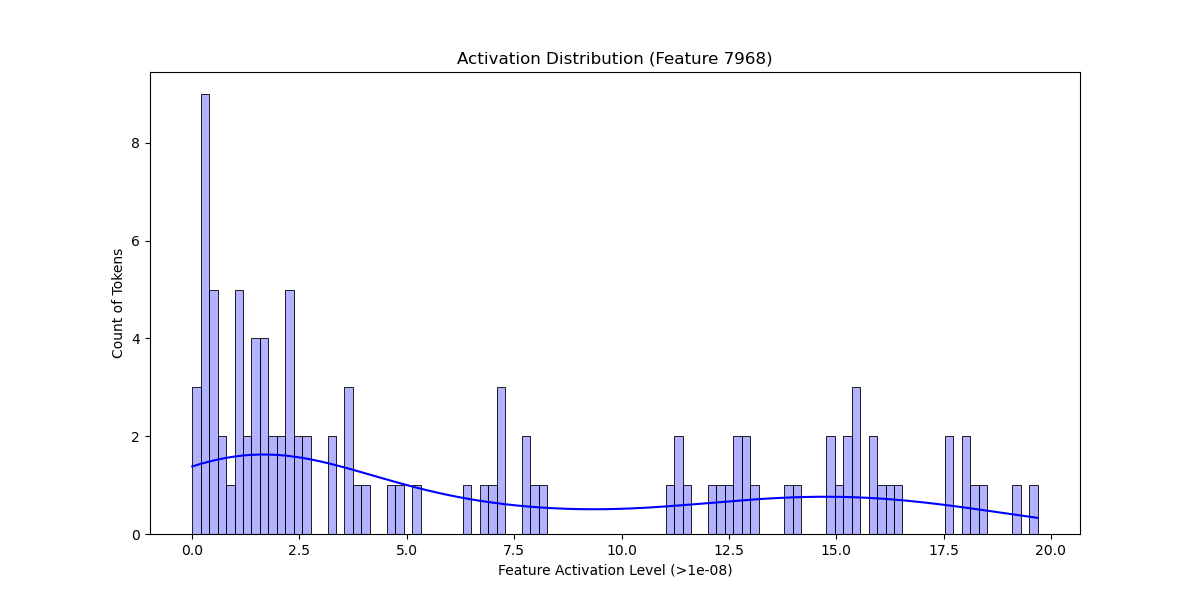 Activation Distribution (Feature 7968)
Count of Tokens
8
6
4
2
0
0.0 2.5 5.0 7.5 10.0 12.5 15.0 17.5 20.0
Feature Activation Level (>1e-08)